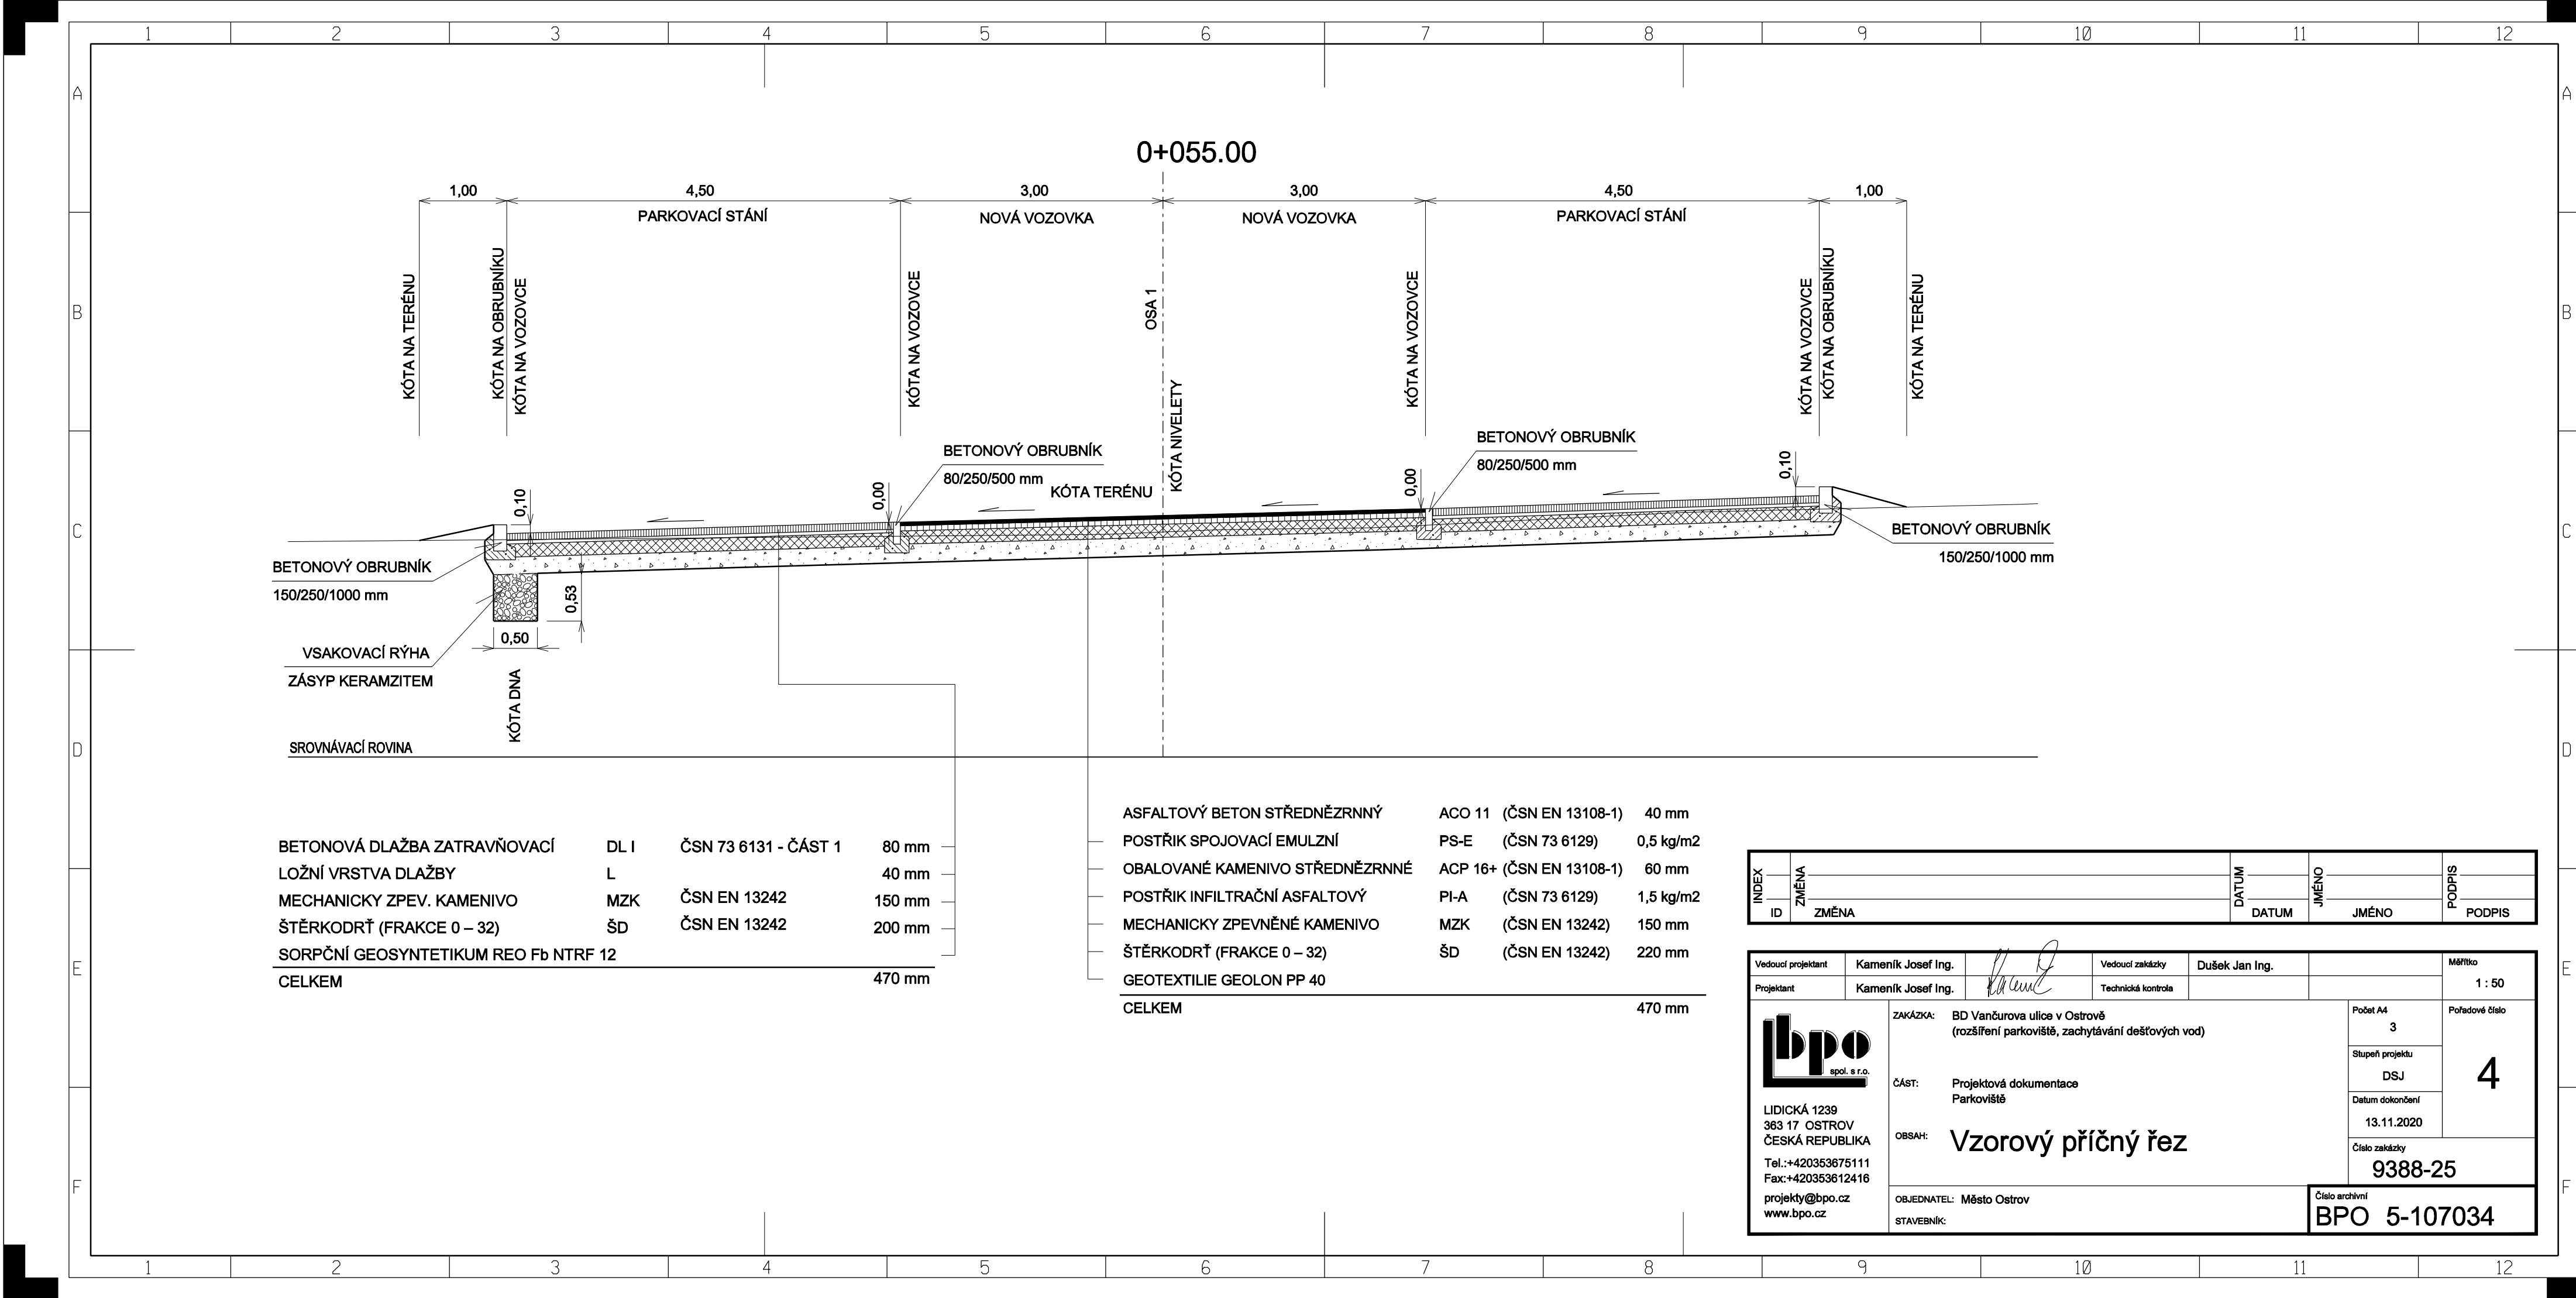 1 2 3 4 5 6 7 8 9 10 11 12
A A
0+055.00
1,00 4,50 3,00 3,00 4,50 1,00
PARKOVACÍ STÁNÍ NOVÁ VOZOVKA NOVÁ VOZOVKA PARKOVACÍ STÁNÍ
KÓTA NA TERÉNU
KÓTA NA OBRUBNÍKU
KÓTA NA VOZOVCE
KÓTA NA VOZOVCE
OSA 1
KÓTA NIVELETY
KÓTA NA VOZOVCE
KÓTA NA VOZOVCE
KÓTA NA OBRUBNÍKU
KÓTA NA TERÉNU
B B
BETONOVÝ OBRUBNÍK
80/250/500 mm
KÓTA TERÉNU
BETONOVÝ OBRUBNÍK
80/250/500 mm
0,10 0,00 0,00 0,10
C C
BETONOVÝ OBRUBNÍK
150/250/1000 mm
BETONOVÝ OBRUBNÍK
150/250/1000 mm
0,53
0,50
VSAKOVACÍ RÝHA
ZÁSYP KERAMZITEM
KÓTA DNA
SROVNÁVACÍ ROVINA
D D
BETONOVÁ DLAŽBA ZATRAVŇOVACÍ DL I ČSN 73 6131 - ČÁST 1 80 mm
LOŽNÍ VRSTVA DLAŽBY L 40 mm
MECHANICKY ZPEV. KAMENIVO MZK ČSN EN 13242 150 mm
ŠTĚRKODRŤ (FRAKCE 0 – 32) ŠD ČSN EN 13242 200 mm
SORPČNÍ GEOSYNTETIKUM REO Fb NTRF 12
CELKEM 470 mm
ASFALTOVÝ BETON STŘEDNĚZRNNÝ ACO 11 (ČSN EN 13108-1) 40 mm
POSTŘIK SPOJOVACÍ EMULZNÍ PS-E (ČSN 73 6129) 0,5 kg/m2
OBALOVANÉ KAMENIVO STŘEDNĚZRNNÉ ACP 16+ (ČSN EN 13108-1) 60 mm
POSTŘIK INFILTRAČNÍ ASFALTOVÝ PI-A (ČSN 73 6129) 1,5 kg/m2
MECHANICKY ZPEVNĚNÉ KAMENIVO MZK (ČSN EN 13242) 150 mm
ŠTĚRKODRŤ (FRAKCE 0 – 32) ŠD (ČSN EN 13242) 220 mm
GEOTEXTILIE GEOLON PP 40
CELKEM 470 mm
INDEX ZMĚNA DATUM JMÉNO PODPIS
ID ZMĚNA DATUM JMÉNO PODPIS
E E
Vedoucí projektant Kameník Josef Ing. Vedoucí zakázky Dušek Jan Ing. Měřítko
1 : 50
Projektant Kameník Josef Ing. Technická kontrola
bpo
spol. s r.o.
LIDICKÁ 1239
363 17 OSTROV
ČESKÁ REPUBLIKA
Tel.:+420353675111
Fax:+420353612416
projekty@bpo.cz
www.bpo.cz
ZAKÁZKA: BD Vančurova ulice v Ostrově
(rozšíření parkoviště, zachytávání dešťových vod)
ČÁST: Projektová dokumentace
Parkoviště
OBSAH: Vzorový příčný řez
OBJEDNATEL: Město Ostrov
STAVEBNÍK:
Počet A4
3
Pořadové číslo
4
Stupeň projektu
DSJ
Datum dokončení
13.11.2020
Číslo zakázky
9388-25
Číslo archivní
BPO 5-107034
F F
1 2 3 4 5 6 7 8 9 10 11 12